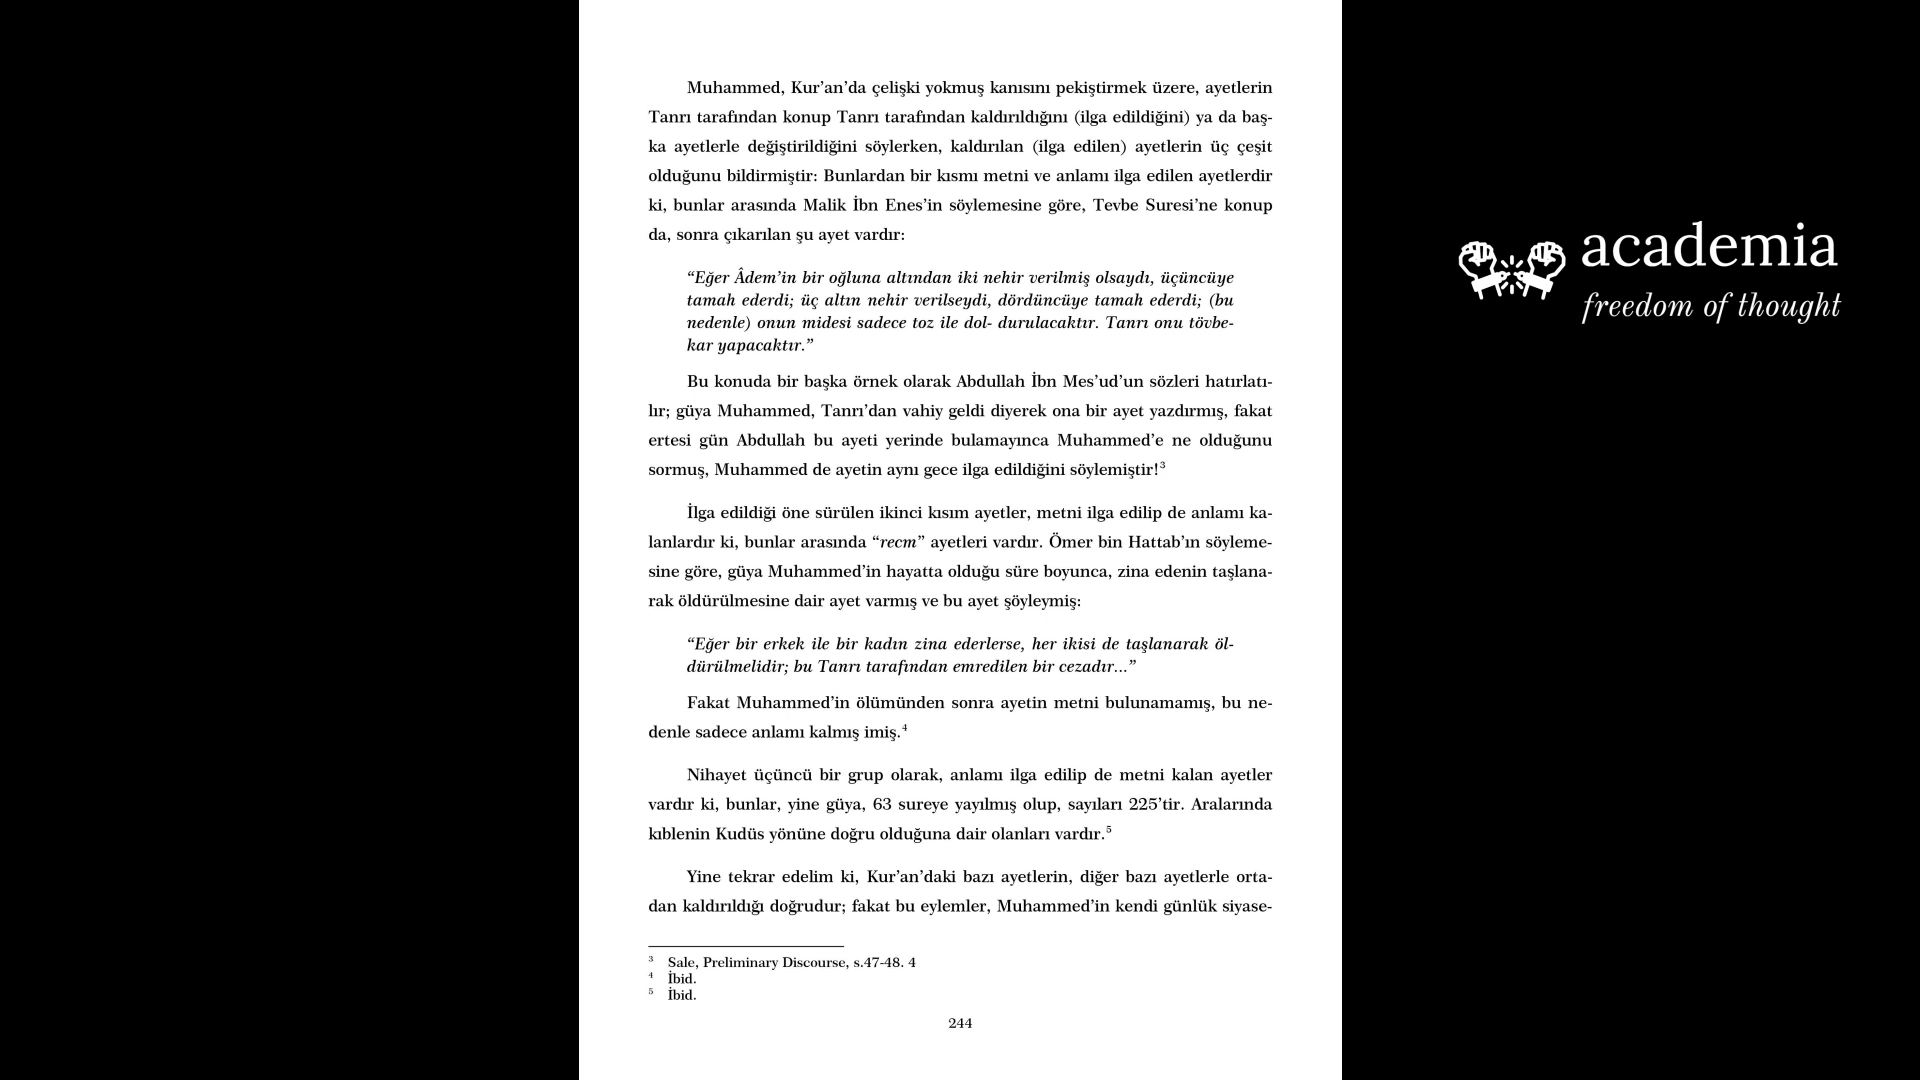 Muhammed, Kur’an’da çelişki yokmuş kanısını pekiştirmek üzere, ayetlerin
Tanrı tarafından konup Tanrı tarafından kaldırıldığını (ilga edildiğini) ya da baş-
ka ayetlerle değiştirildiğini söylerken, kaldırılan (ilga edilen) ayetlerin üç çeşit
olduğunu bildirmiştir: Bunlardan bir kısmı metni ve anlamı ilga edilen ayetlerdir
ki, bunlar arasında Malik İbn Enes’in söylemesine göre, Tevbe Suresi’ne konup
da, sonra çıkarılan şu ayet vardır:
“Eğer Âdem’in bir oğluna altından iki nehir verilmiş olsaydı, üçüncüye
tamah ederdi; üç altın nehir verilseydi, dördüncüye tamah ederdi; (bu
nedenle) onun midesi sadece toz ile dol- durulacaktır. Tanrı onu tövbe-
kar yapacaktır.”
Bu konuda bir başka örnek olarak Abdullah İbn Mes’ud’un sözleri hatırlatı-
lır; güya Muhammed, Tanrı’dan vahiy geldi diyerek ona bir ayet yazdırmış, fakat
ertesi gün Abdullah bu ayeti yerinde bulamayınca Muhammed’e ne olduğunu
sormuş, Muhammed de ayetin aynı gece ilga edildiğini söylemiştir!3
İlga edildiği öne sürülen ikinci kısım ayetler, metni ilga edilip de anlamı ka-
lanlardır ki, bunlar arasında “recm” ayetleri vardır. Ömer bin Hattab’ın söyleme-
sine göre, güya Muhammed’in hayatta olduğu süre boyunca, zina edenin taşlana-
rak öldürülmesine dair ayet varmış ve bu ayet şöyleymiş:
“Eğer bir erkek ile bir kadın zina ederlerse, her ikisi de taşlanarak öl-
dürülmelidir; bu Tanrı tarafından emredilen bir cezadır...”
Fakat Muhammed’in ölümünden sonra ayetin metni bulunamamış, bu ne-
denle sadece anlamı kalmış imiş.4
Nihayet üçüncü bir grup olarak, anlamı ilga edilip de metni kalan ayetler
vardır ki, bunlar, yine güya, 63 sureye yayılmış olup, sayıları 225’tir. Aralarında
kıblenin Kudüs yönüne doğru olduğuna dair olanları vardır.5
Yine tekrar edelim ki, Kur’an’daki bazı ayetlerin, diğer bazı ayetlerle orta-
dan kaldırıldığı doğrudur; fakat bu eylemler, Muhammed’in kendi günlük siyase-
3 Sale, Preliminary Discourse, s.47-48. 4
4 İbid.
5 İbid.
244
academia
freedom of thought